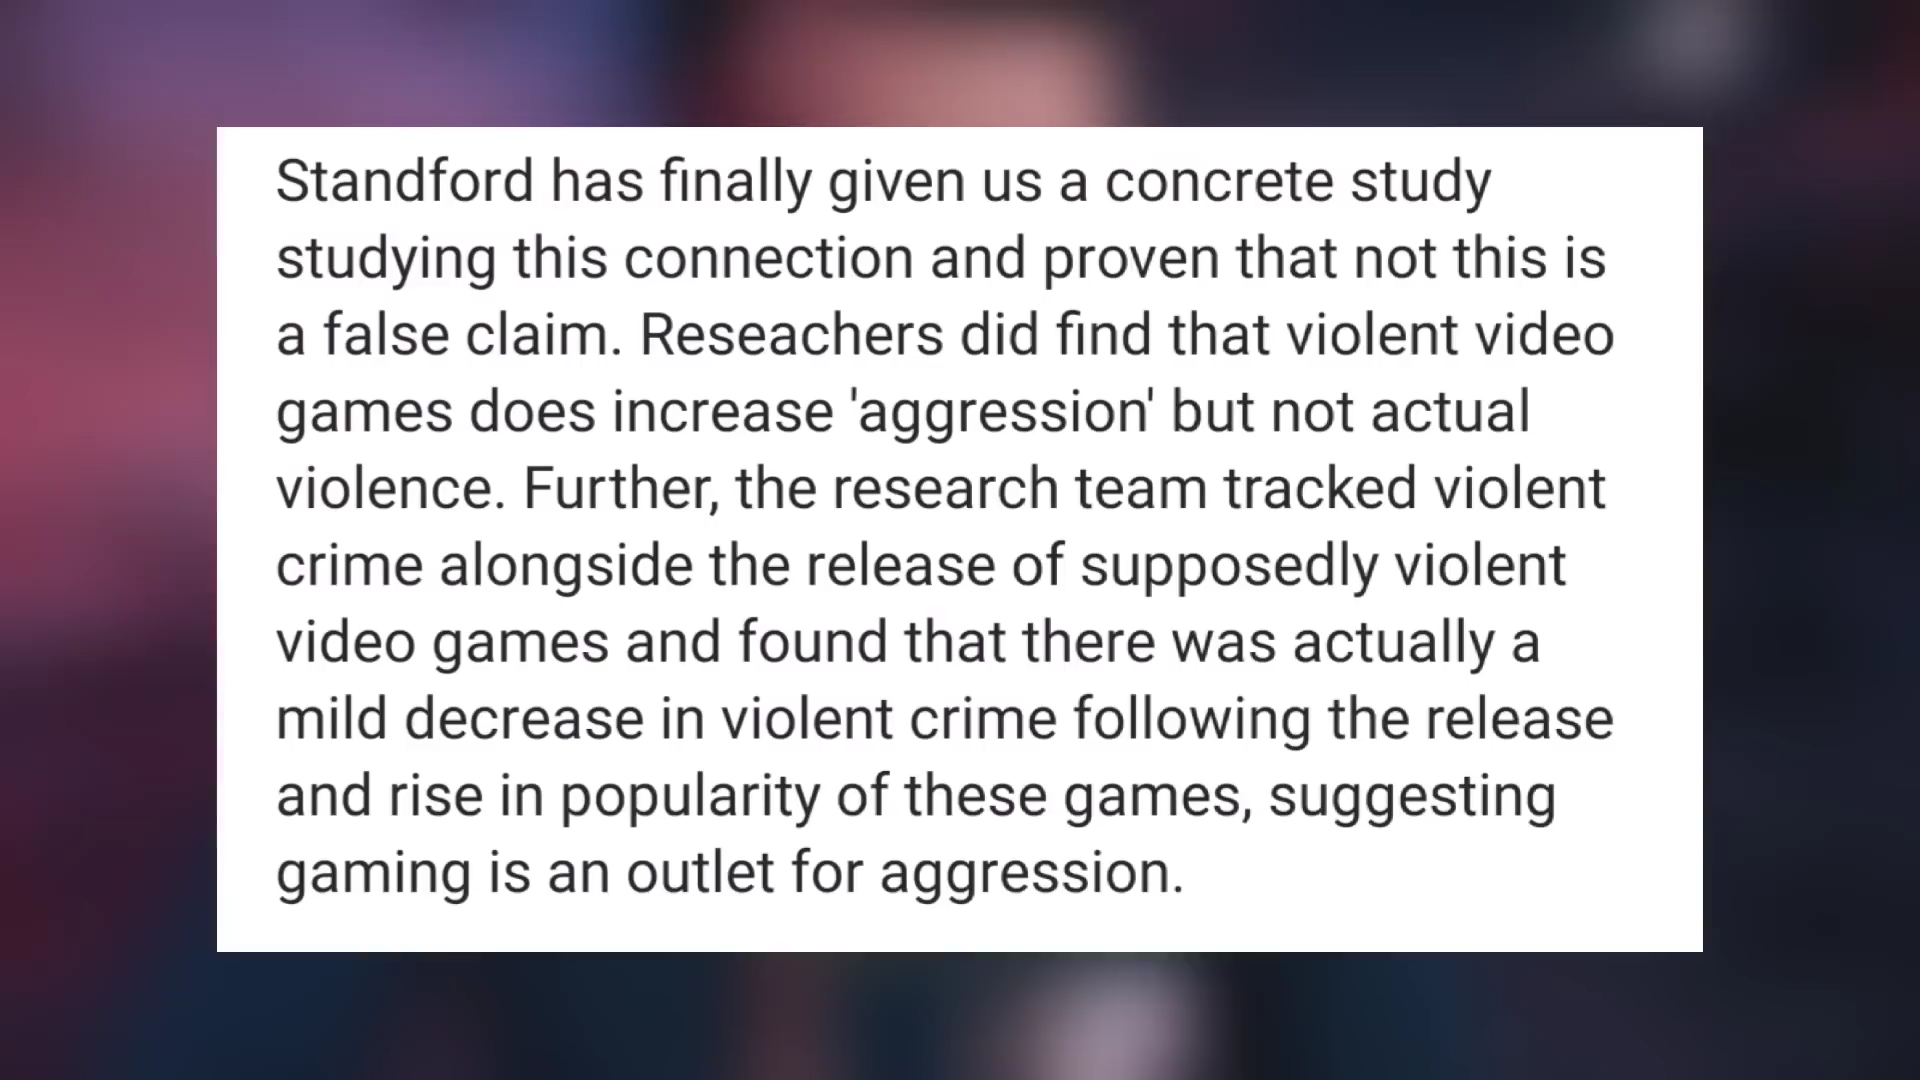 Standford has finally given us a concrete study
studying this connection and proven that not this is
a false claim. Reseachers did find that violent video
games does increase 'aggression' but not actual
violence. Further, the research team tracked violent
crime alongside the release of supposedly violent
video games and found that there was actually a
mild decrease in violent crime following the release
and rise in popularity of these games, suggesting
gaming is an outlet for aggression.